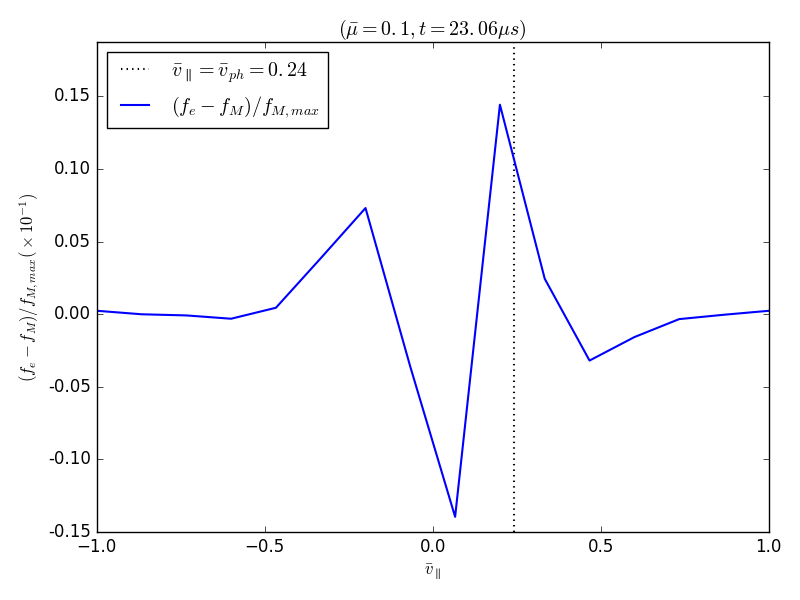 (μ̄ = 0.1, t = 23.06μs)
v̄∥ = v̄ph = 0.24
(fe − fM)/fM,max
0.15
0.10
0.05
0.00
-0.05
-0.10
-0.15
(fe − fM)/fM,max(×10⁻¹)
−1.0 −0.5 0.0 0.5 1.0
v̄∥